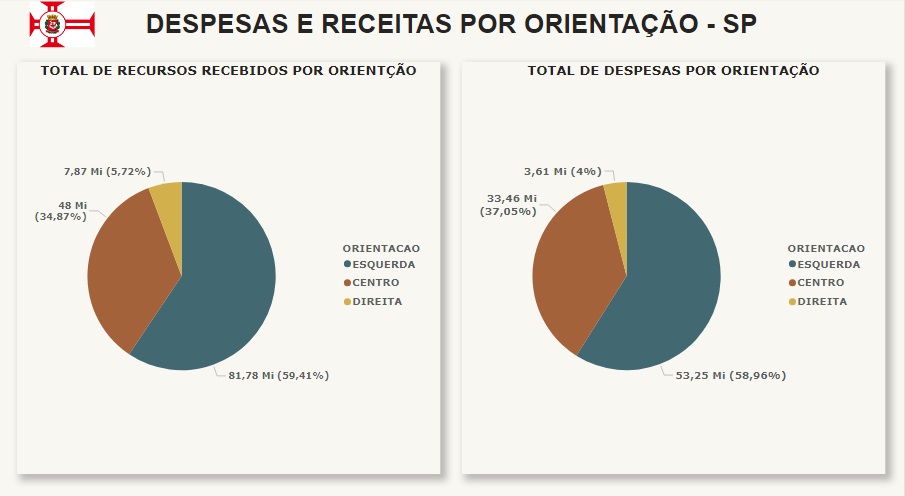 DESPESAS E RECEITAS POR ORIENTAÇÃO - SP
TOTAL DE RECURSOS RECEBIDOS POR ORIENTÇÃO
7,87 Mi (5,72%)
48 Mi
(34,87%)
81,78 Mi (59,41%)
ORIENTACAO
ESQUERDA
CENTRO
DIREITA
TOTAL DE DESPESAS POR ORIENTAÇÃO
3,61 Mi (4%)
33,46 Mi
(37,05%)
53,25 Mi (58,96%)
ORIENTACAO
ESQUERDA
CENTRO
DIREITA